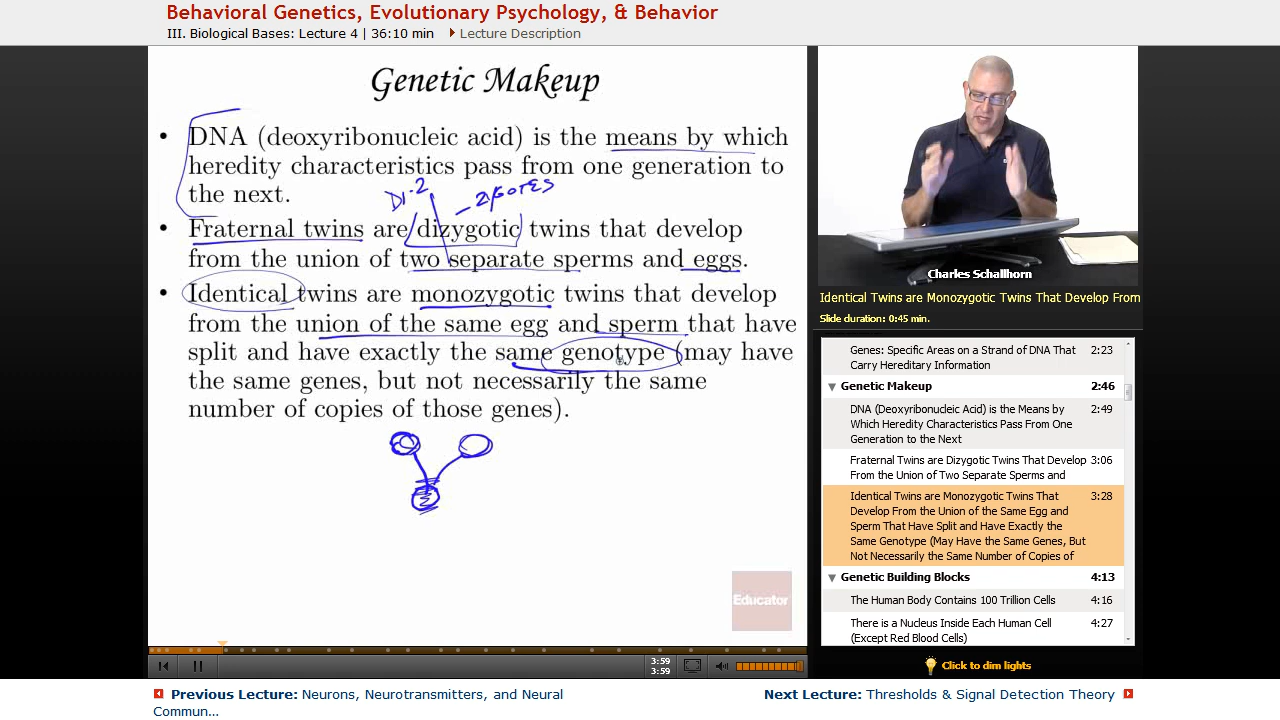 Behavioral Genetics, Evolutionary Psychology, & Behavior
III. Biological Bases: Lecture 4 | 36:10 min Lecture Description
Genetic Makeup
• DNA (deoxyribonucleic acid) is the means by which
heredity characteristics pass from one generation to
the next.
DI-2 - ZYGOTES
• Fraternal twins are dizygotic twins that develop
from the union of two separate sperms and eggs.
• Identical twins are monozygotic twins that develop
from the union of the same egg and sperm that have
split and have exactly the same genotype (may have
the same genes, but not necessarily the same
number of copies of those genes).
Educator
3:59
3:59
Charles Schallhorn
Identical Twins are Monozygotic Twins That Develop From
Slide duration: 0:45 min.
Genes: Specific Areas on a Strand of DNA That 2:23
Carry Hereditary Information
Genetic Makeup 2:46
DNA (Deoxyribonucleic Acid) is the Means by 2:49
Which Heredity Characteristics Pass From One
Generation to the Next
Fraternal Twins are Dizygotic Twins That Develop 3:06
From the Union of Two Separate Sperms and
Identical Twins are Monozygotic Twins That 3:28
Develop From the Union of the Same Egg and
Sperm That Have Split and Have Exactly the
Same Genotype (May Have the Same Genes, But
Not Necessarily the Same Number of Copies of
Genetic Building Blocks 4:13
The Human Body Contains 100 Trillion Cells 4:16
There is a Nucleus Inside Each Human Cell 4:27
(Except Red Blood Cells)
Click to dim lights
Previous Lecture: Neurons, Neurotransmitters, and Neural
Commun...
Next Lecture: Thresholds & Signal Detection Theory